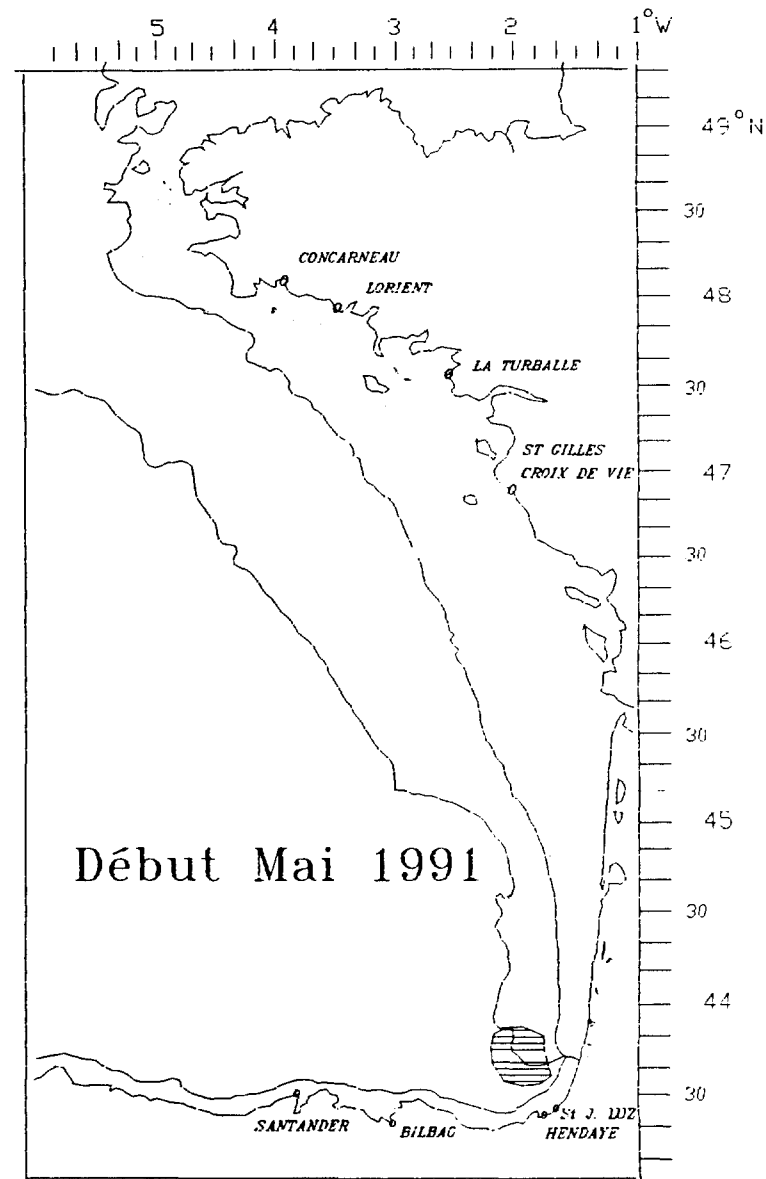 5 4 3 2 1°W
49°N
30
CONCARNEAU
LORIENT
48
LA TURBALLE
30
ST GILLES
CROIX DE VIE
47
30
46
30
45
Début Mai 1991
30
44
30
SANTANDER
BILBAO
St J. LUZ
HENDAYE